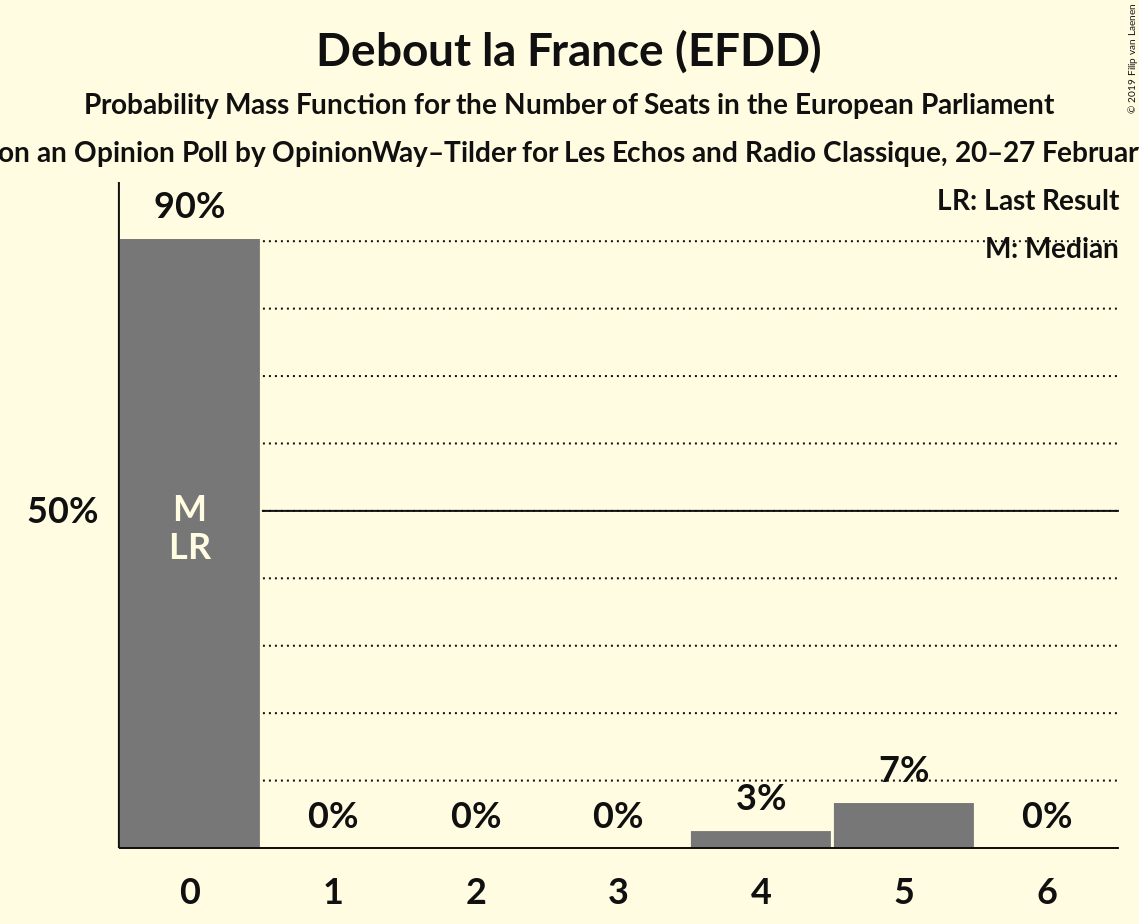 Debout la France (EFDD)
Probability Mass Function for the Number of Seats in the European Parliament
on an Opinion Poll by OpinionWay–Tilder for Les Echos and Radio Classique, 20–27 Februar
© 2019 Filip van Laenen
LR: Last Result
M: Median
90%
50%
M
LR
0%
0%
0%
3%
7%
0%
0
1
2
3
4
5
6